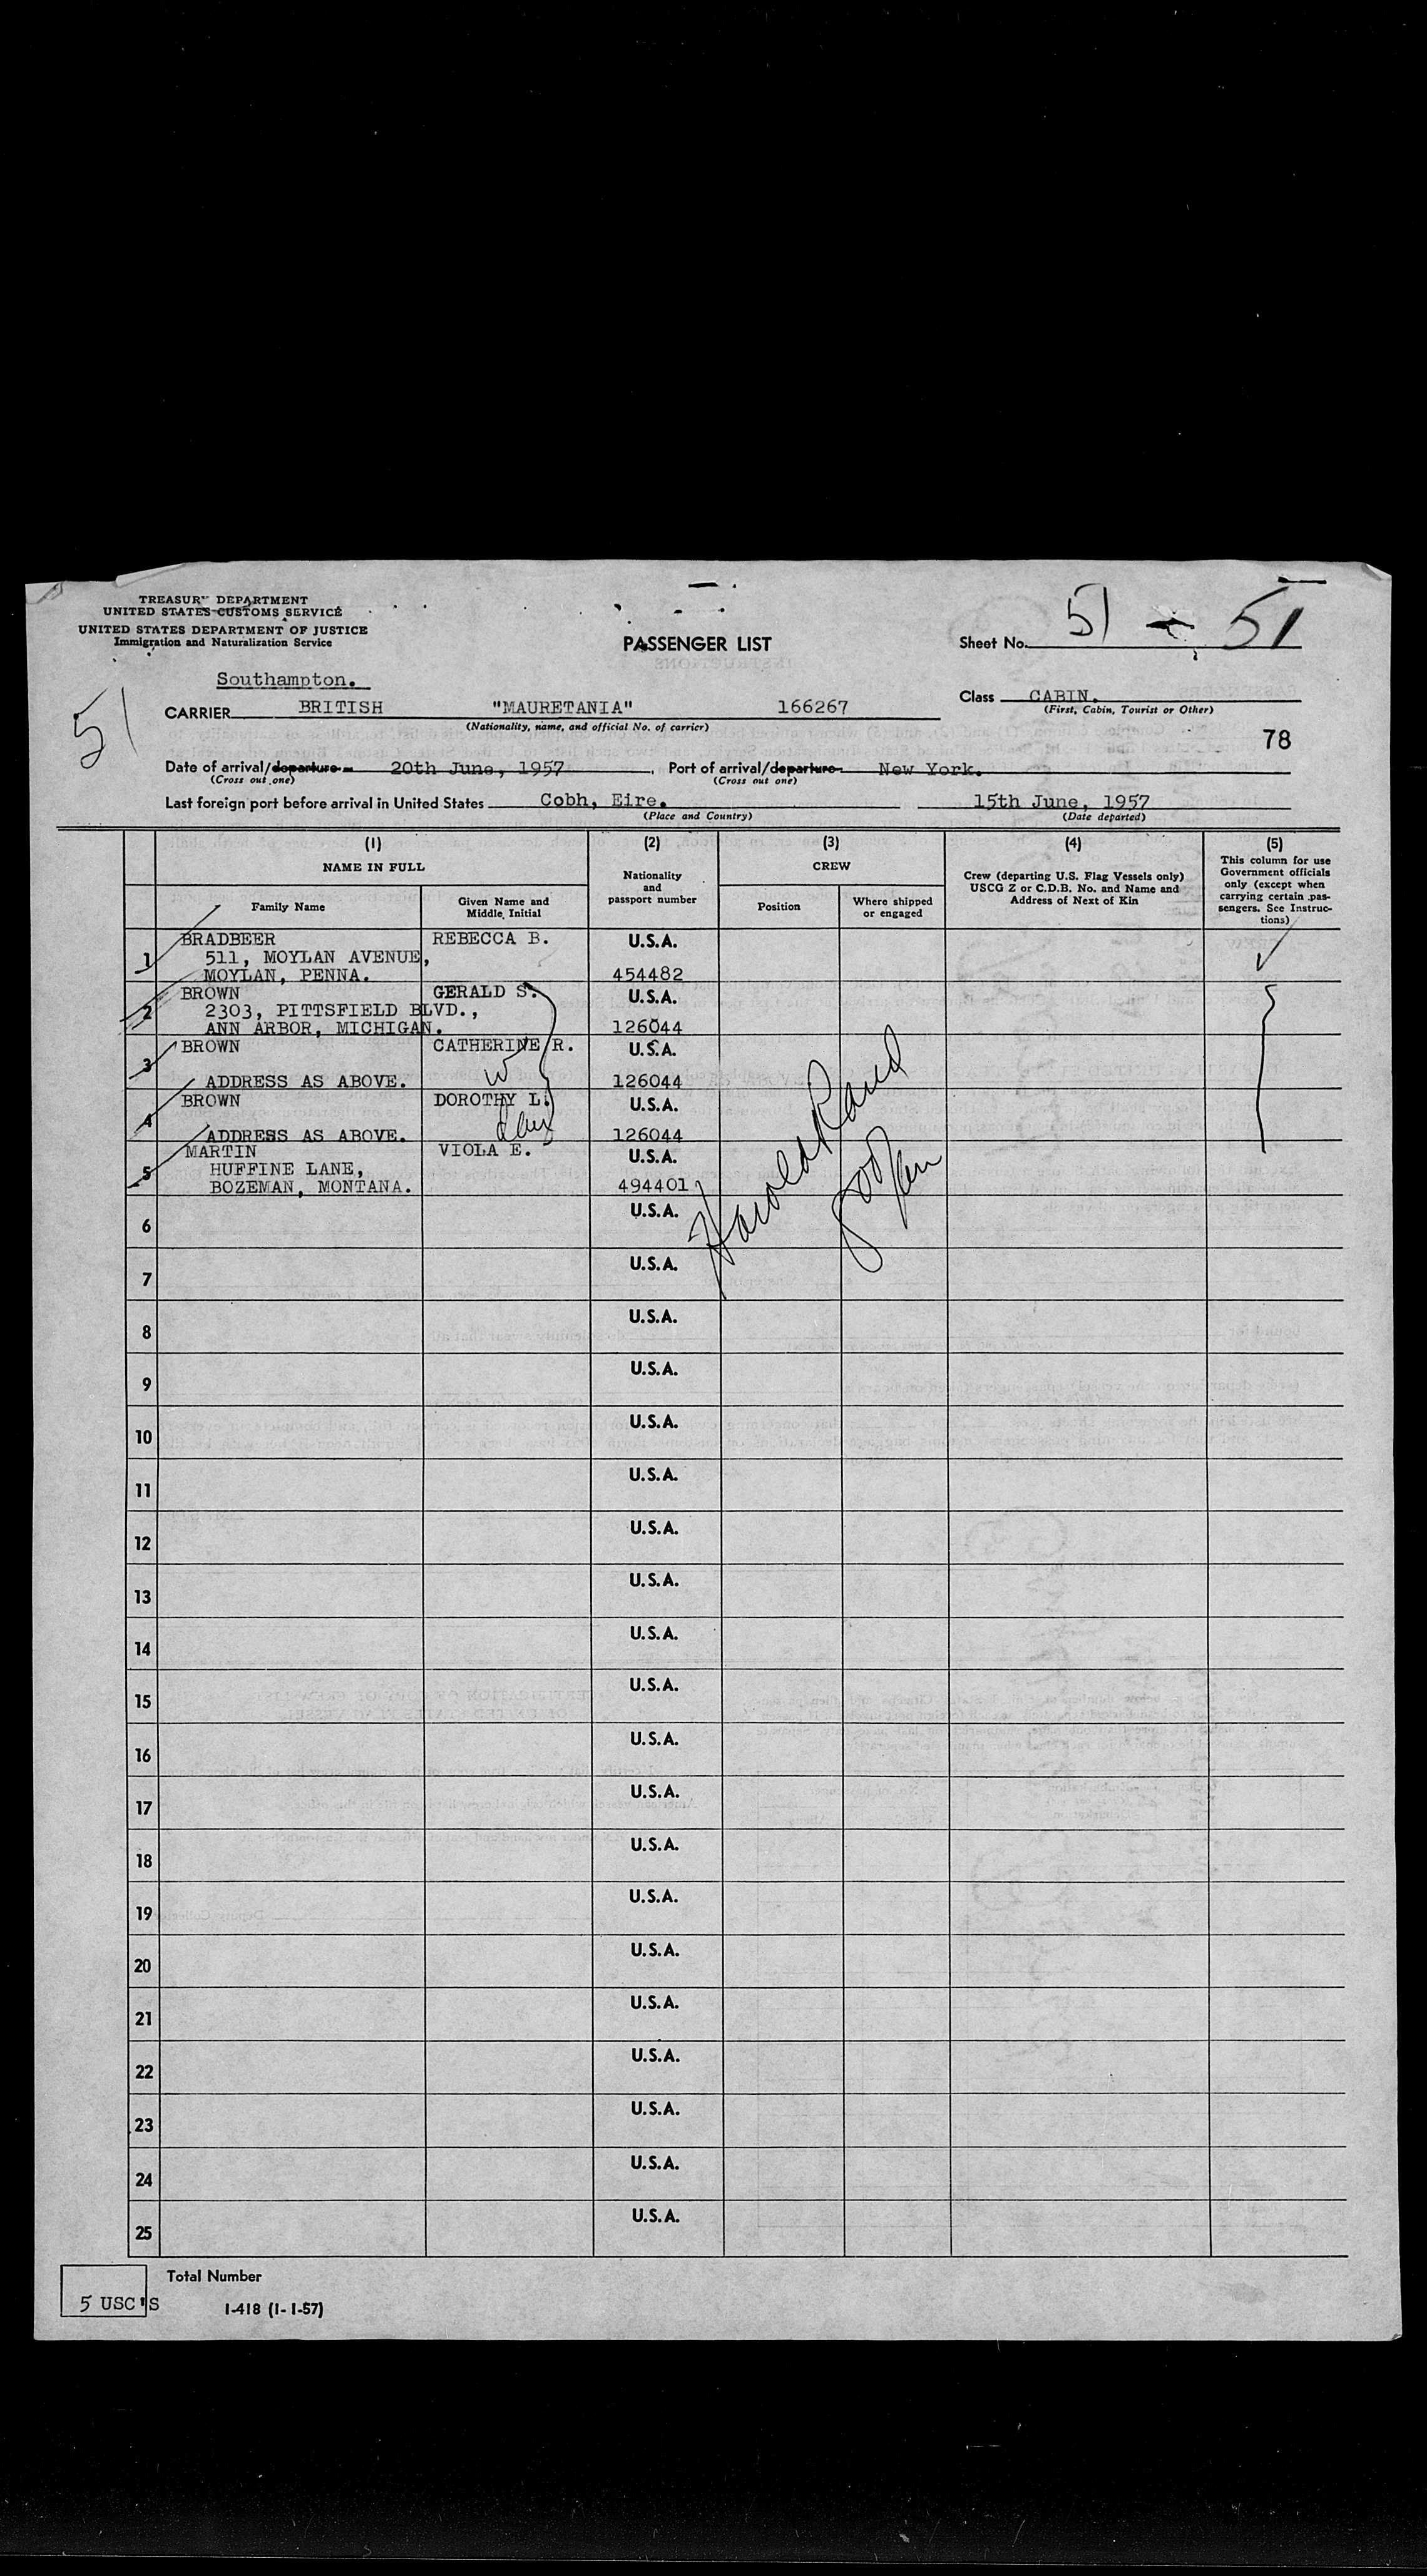 TREASURY DEPARTMENT
UNITED STATES CUSTOMS SERVICE
UNITED STATES DEPARTMENT OF JUSTICE
Immigration and Naturalization Service
PASSENGER LIST
Sheet No. 51 51
Southampton.
51
CARRIER BRITISH "MAURETANIA" 166267
(Nationality, name, and official No. of carrier)
Class CABIN.
(First, Cabin, Tourist or Other)
78
Date of arrival/departure 20th June, 1957. Port of arrival/departure New York.
(Cross out one) (Cross out one)
Last foreign port before arrival in United States Cobh, Eire. 15th June, 1957
(Place and Country) (Date departed)
(1) (2) (3) (4) (5)
NAME IN FULL
Family Name
Given Name and
Middle Initial
Nationality
and
passport number
CREW
Position
Where shipped
or engaged
Crew (departing U.S. Flag Vessels only)
USCG Z or C.D.B. No. and Name and
Address of Next of Kin
This column for use
Government officials
only (except when
carrying certain pas-
sengers. See Instruc-
tions)
1 BRADBEER REBECCA B. U.S.A.
511, MOYLAN AVENUE,
MOYLAN, PENNA. 454482
2 BROWN GERALD S. U.S.A.
2303, PITTSFIELD BLVD.,
ANN ARBOR, MICHIGAN. 126044
3 BROWN CATHERINE R. U.S.A.
W
ADDRESS AS ABOVE. 126044
4 BROWN DOROTHY L. U.S.A.
dau
ADDRESS AS ABOVE. 126044
5 MARTIN VIOLA E. U.S.A.
HUFFINE LANE,
BOZEMAN, MONTANA. 494401
Harold Rand
6 U.S.A.
7 U.S.A.
8 U.S.A.
9 U.S.A.
10 U.S.A.
11 U.S.A.
12 U.S.A.
13 U.S.A.
14 U.S.A.
15 U.S.A.
16 U.S.A.
17 U.S.A.
18 U.S.A.
19 U.S.A.
20 U.S.A.
21 U.S.A.
22 U.S.A.
23 U.S.A.
24 U.S.A.
25 U.S.A.
Total Number
5 USC'S
I-418 (1-1-57)